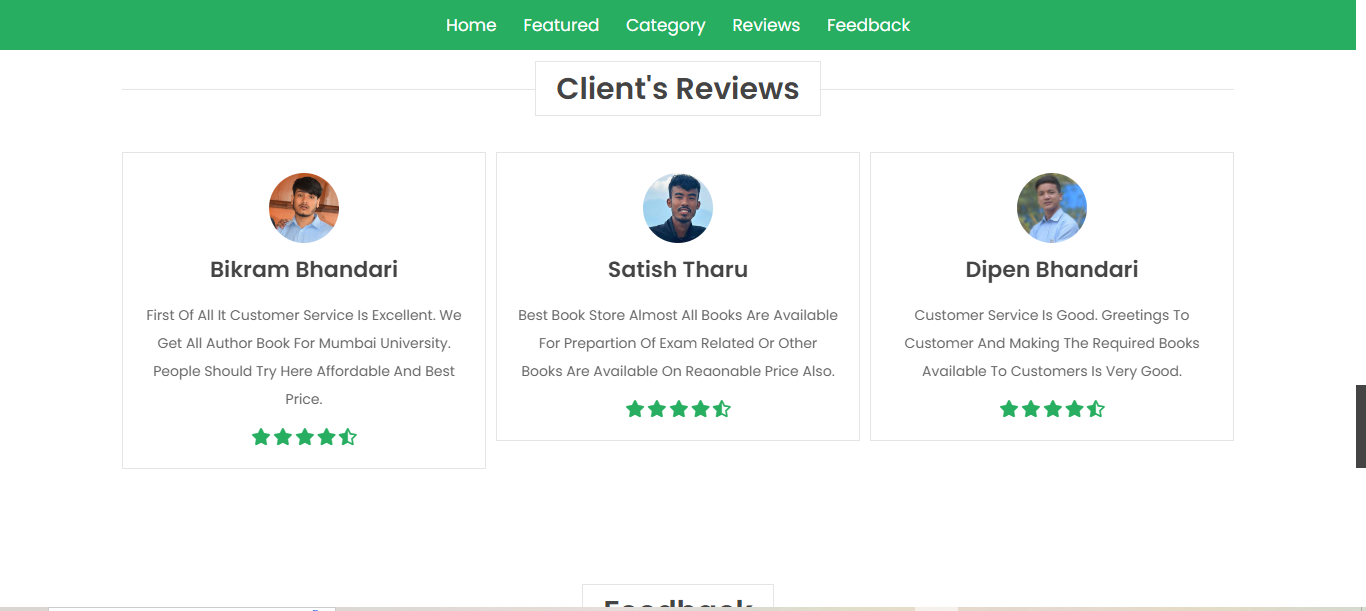 Home Featured Category Reviews Feedback
Client's Reviews
Bikram Bhandari
First Of All It Customer Service Is Excellent. We
Get All Author Book For Mumbai University.
People Should Try Here Affordable And Best
Price.
Satish Tharu
Best Book Store Almost All Books Are Available
For Prepartion Of Exam Related Or Other
Books Are Available On Reaonable Price Also.
Dipen Bhandari
Customer Service Is Good. Greetings To
Customer And Making The Required Books
Available To Customers Is Very Good.
Feedback